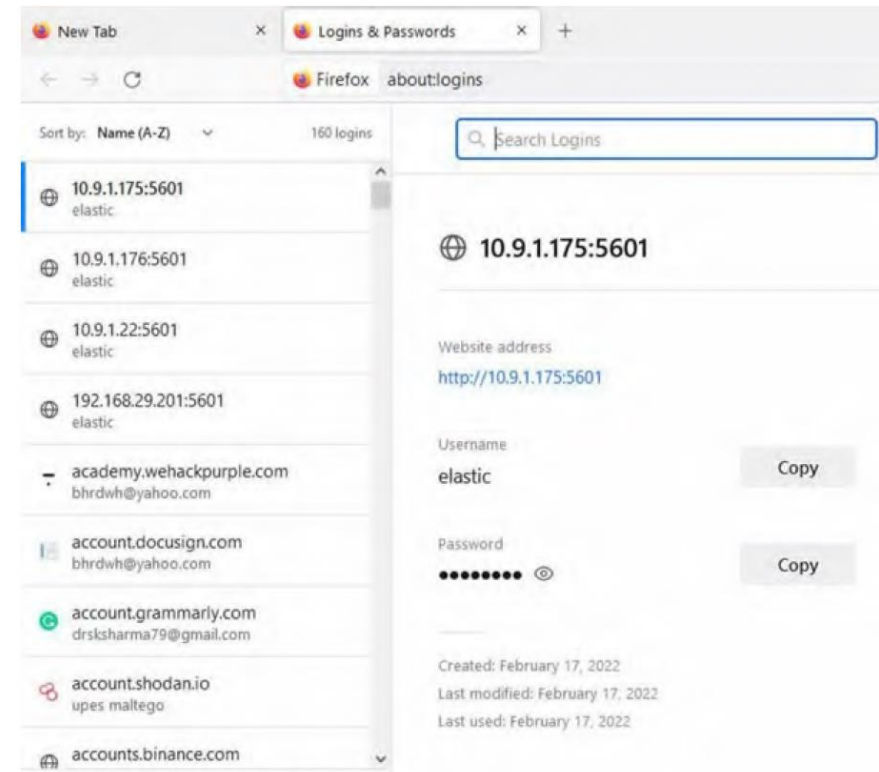 New Tab × Logins & Passwords × +
Firefox about:logins
Sort by: Name (A-Z) 160 logins
Search Logins
10.9.1.175:5601
elastic
10.9.1.176:5601
elastic
10.9.1.22:5601
elastic
192.168.29.201:5601
elastic
academy.wehackpurple.com
bhrdwh@yahoo.com
account.docusign.com
bhrdwh@yahoo.com
account.grammarly.com
drsksharma79@gmail.com
account.shodan.io
upes maltego
accounts.binance.com
10.9.1.175:5601
Website address
http://10.9.1.175:5601
Username
elastic
Copy
Password
●●●●●●●●
Copy
Created: February 17, 2022
Last modified: February 17, 2022
Last used: February 17, 2022